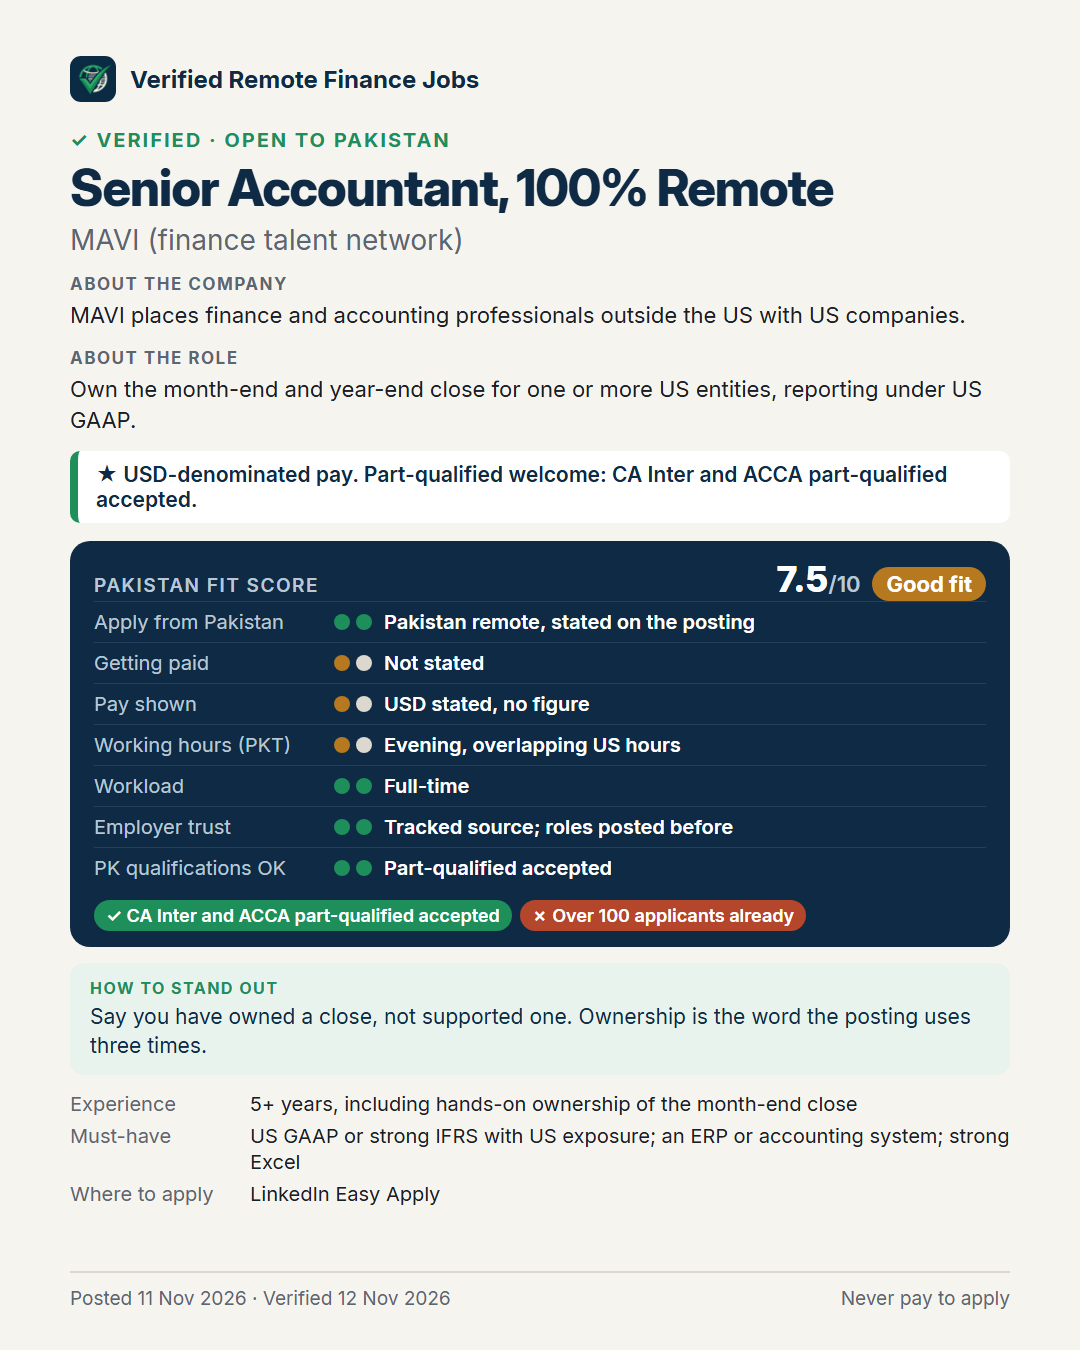 Verified Remote Finance Jobs
✓ VERIFIED · OPEN TO PAKISTAN
Senior Accountant, 100% Remote
MAVI (finance talent network)
ABOUT THE COMPANY
MAVI places finance and accounting professionals outside the US with US companies.
ABOUT THE ROLE
Own the month-end and year-end close for one or more US entities, reporting under US
GAAP.
★ USD-denominated pay. Part-qualified welcome: CA Inter and ACCA part-qualified
accepted.
PAKISTAN FIT SCORE 7.5/10 Good fit
Apply from Pakistan Pakistan remote, stated on the posting
Getting paid Not stated
Pay shown USD stated, no figure
Working hours (PKT) Evening, overlapping US hours
Workload Full-time
Employer trust Tracked source; roles posted before
PK qualifications OK Part-qualified accepted
✓ CA Inter and ACCA part-qualified accepted × Over 100 applicants already
HOW TO STAND OUT
Say you have owned a close, not supported one. Ownership is the word the posting uses
three times.
Experience 5+ years, including hands-on ownership of the month-end close
Must-have US GAAP or strong IFRS with US exposure; an ERP or accounting system; strong
Excel
Where to apply LinkedIn Easy Apply
Posted 11 Nov 2026 · Verified 12 Nov 2026 Never pay to apply